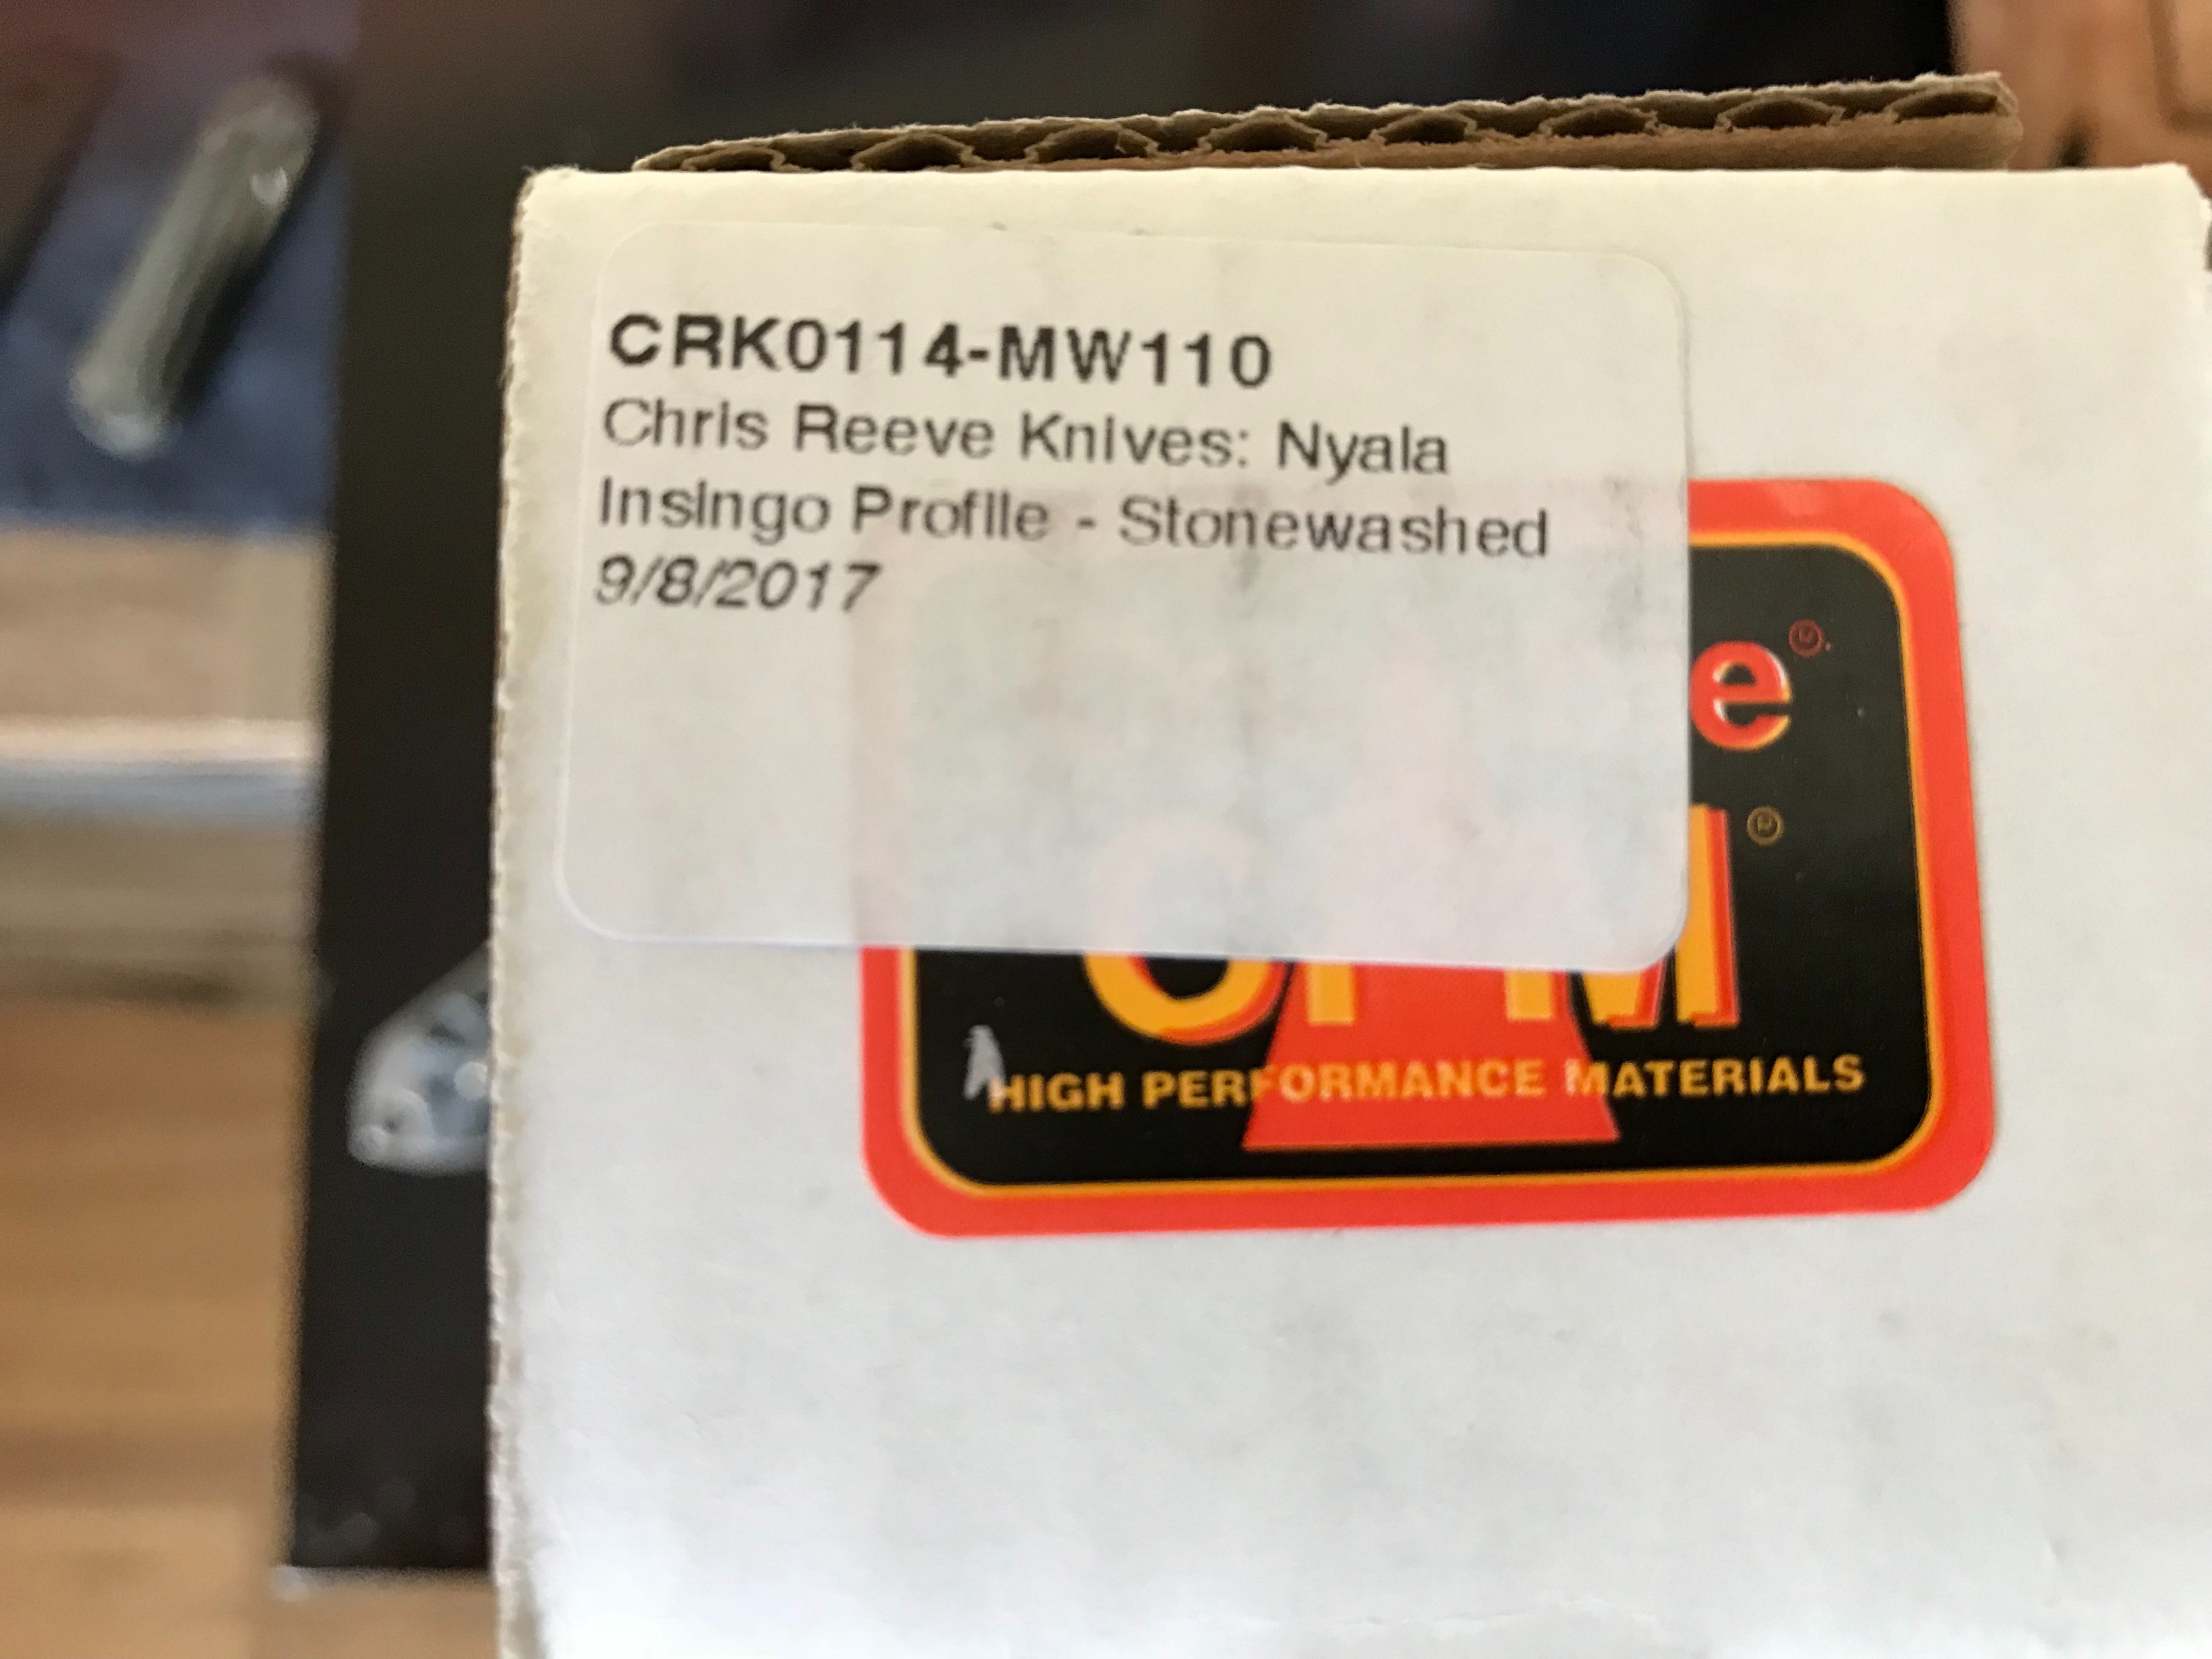 CRK0114-MW110
Chris Reeve Knives: Nyala
Insingo Profile - Stonewashed
9/8/2017
HIGH PERFORMANCE MATERIALS